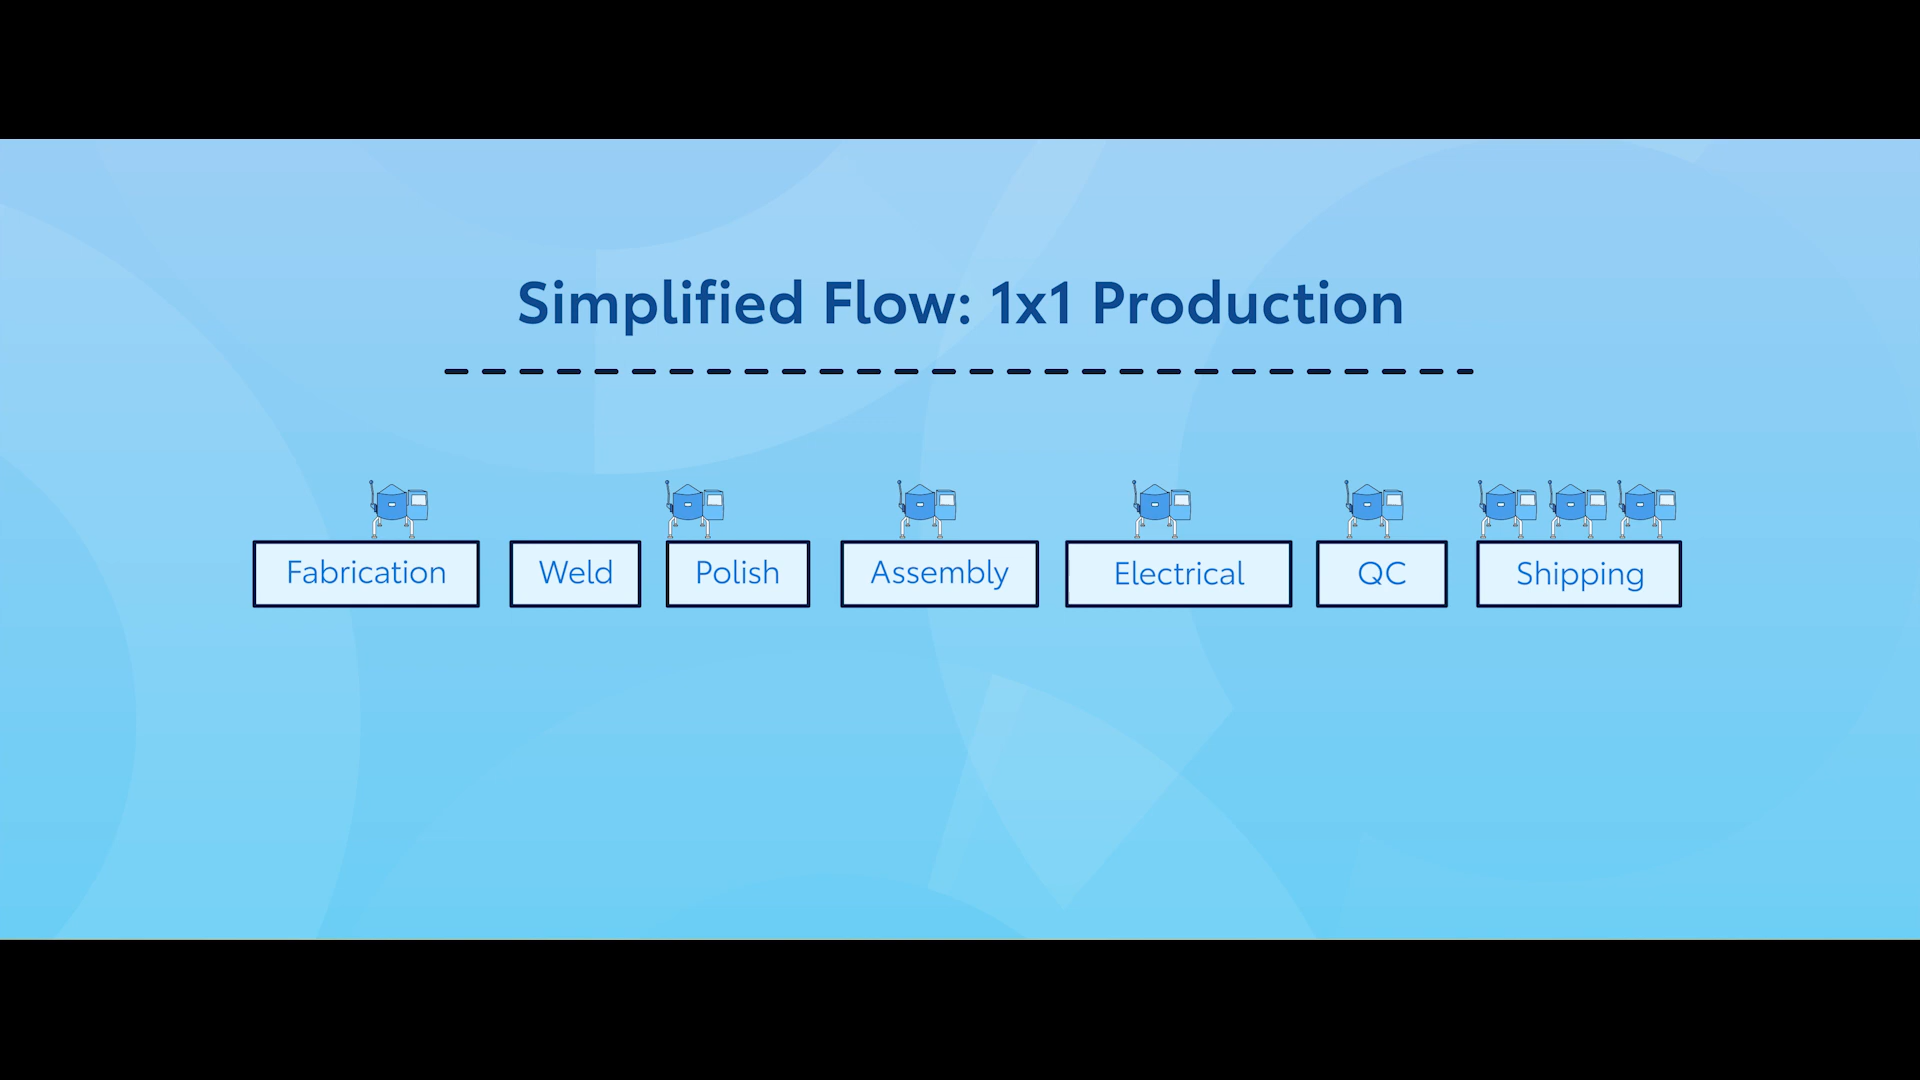 Simplified Flow: 1x1 Production
Fabrication
Weld
Polish
Assembly
Electrical
QC
Shipping